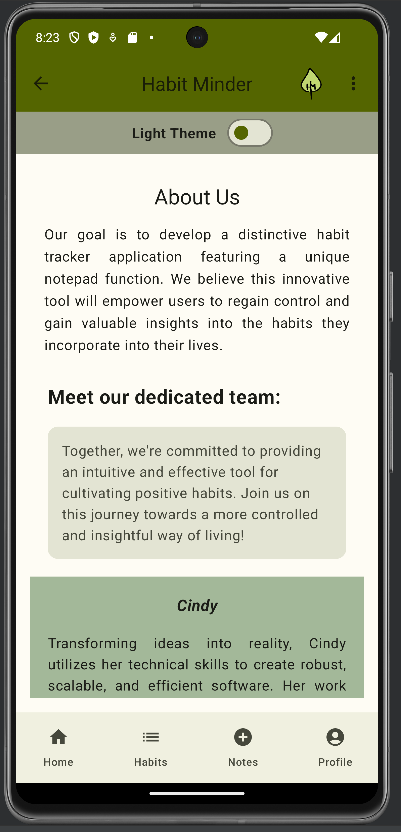 8:23
Habit Minder
Light Theme
About Us
Our goal is to develop a distinctive habit
tracker application featuring a unique
notepad function. We believe this innovative
tool will empower users to regain control and
gain valuable insights into the habits they
incorporate into their lives.
Meet our dedicated team:
Together, we're committed to providing
an intuitive and effective tool for
cultivating positive habits. Join us on
this journey towards a more controlled
and insightful way of living!
Cindy
Transforming ideas into reality, Cindy
utilizes her technical skills to create robust,
scalable, and efficient software. Her work
Home Habits Notes Profile